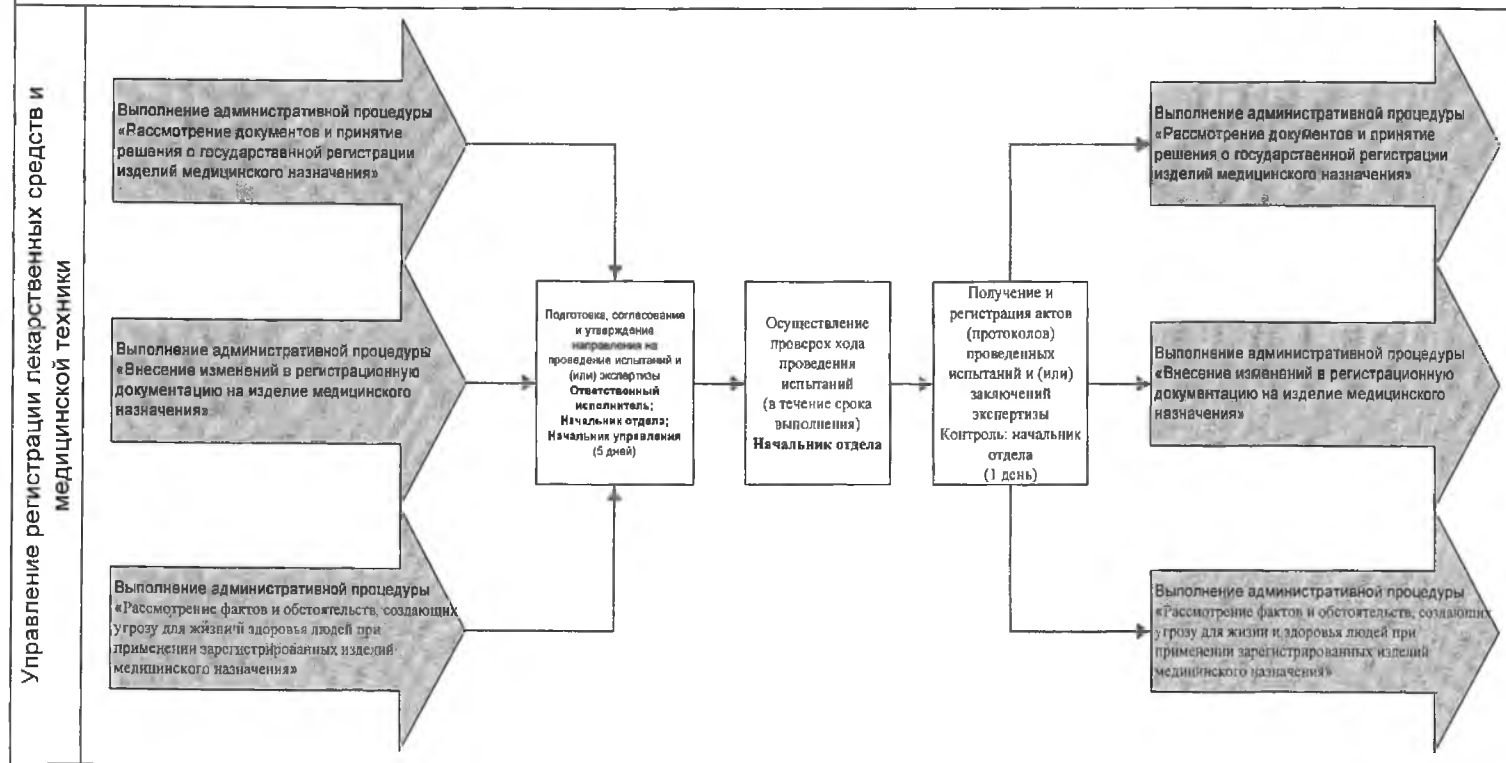 Управление регистрации лекарственных средств и
медицинской техники
Выполнение административной процедуры
«Рассмотрение документов и принятие
решения о государственной регистрации
изделий медицинского назначения»
Выполнение административной процедуры
«Внесение изменений в регистрационную
документацию на изделие медицинского
назначения»
Выполнение административной процедуры
«Рассмотрение фактов и обстоятельств, создающих
угрозу для жизни и здоровья людей при
применении зарегистрированных изделий
медицинского назначения»
Подготовка, согласование
и утверждение
направления на
проведение испытаний и
(или) экспертизы
Ответственный
исполнитель;
Начальник отдела;
Начальник управления
(5 дней)
Осуществление
проверок хода
проведения
испытаний
(в течение срока
выполнения)
Начальник отдела
Получение и
регистрация актов
(протоколов)
проведенных
испытаний и (или)
заключений
экспертизы
Контроль: начальник
отдела
(1 день)
Выполнение административной процедуры
«Рассмотрение документов и принятие
решения о государственной регистрации
изделий медицинского назначения»
Выполнение административной процедуры
«Внесение изменений в регистрационную
документацию на изделие медицинского
назначения»
Выполнение административной процедуры
«Рассмотрение фактов и обстоятельств, создающих
угрозу для жизни и здоровья людей при
применении зарегистрированных изделий
медицинского назначения»